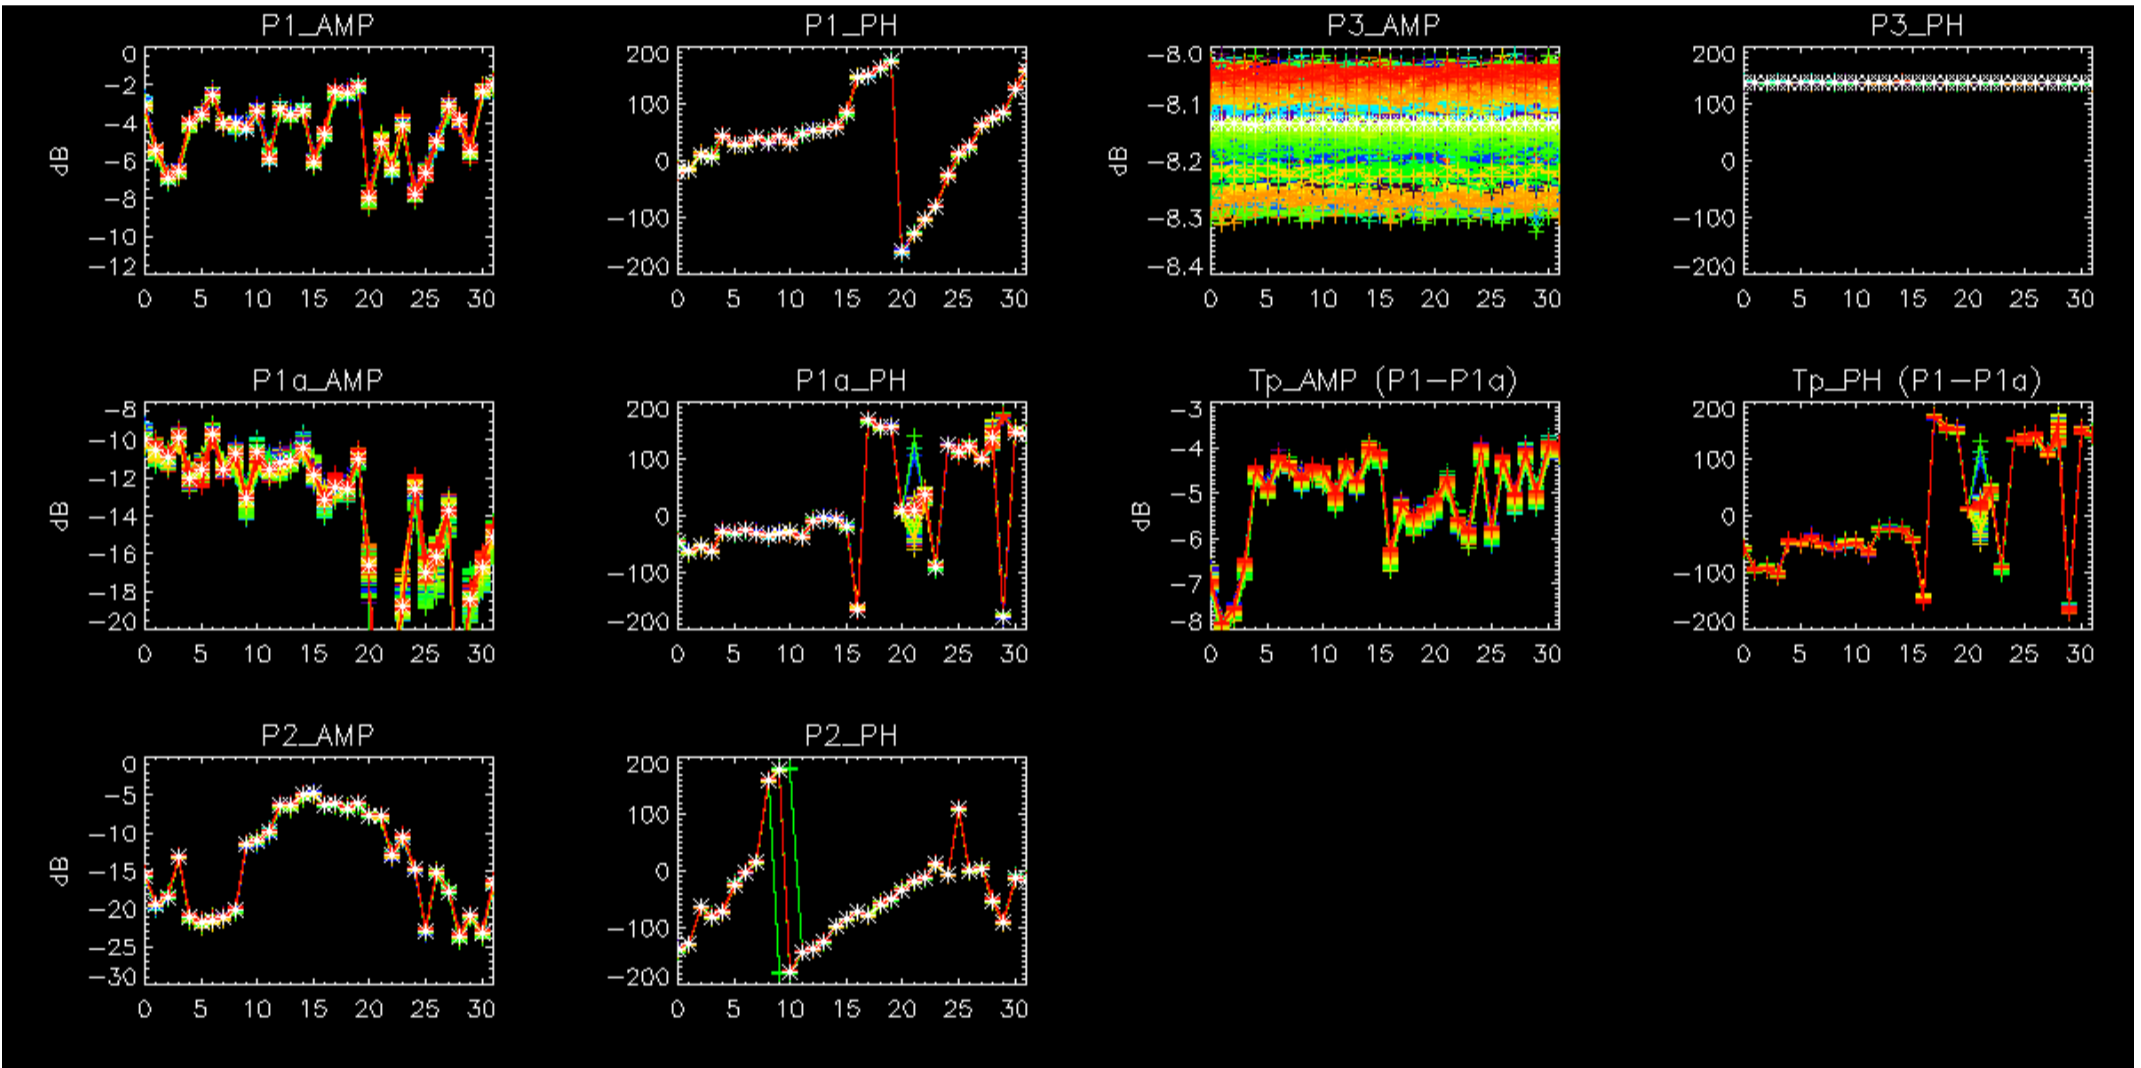 P1_AMP
P1_PH
P3_AMP
P3_PH
0
-2
-4
-6
-8
-10
-12
dB
0 5 10 15 20 25 30
200
100
0
-100
-200
0 5 10 15 20 25 30
-8.0
-8.1
-8.2
-8.3
-8.4
dB
0 5 10 15 20 25 30
200
100
0
-100
-200
0 5 10 15 20 25 30
P1a_AMP
P1a_PH
Tp_AMP (P1-P1a)
Tp_PH (P1-P1a)
-8
-10
-12
-14
-16
-18
-20
dB
0 5 10 15 20 25 30
200
100
0
-100
-200
0 5 10 15 20 25 30
-3
-4
-5
-6
-7
-8
dB
0 5 10 15 20 25 30
200
100
0
-100
-200
0 5 10 15 20 25 30
P2_AMP
P2_PH
0
-5
-10
-15
-20
-25
-30
dB
0 5 10 15 20 25 30
200
100
0
-100
-200
0 5 10 15 20 25 30